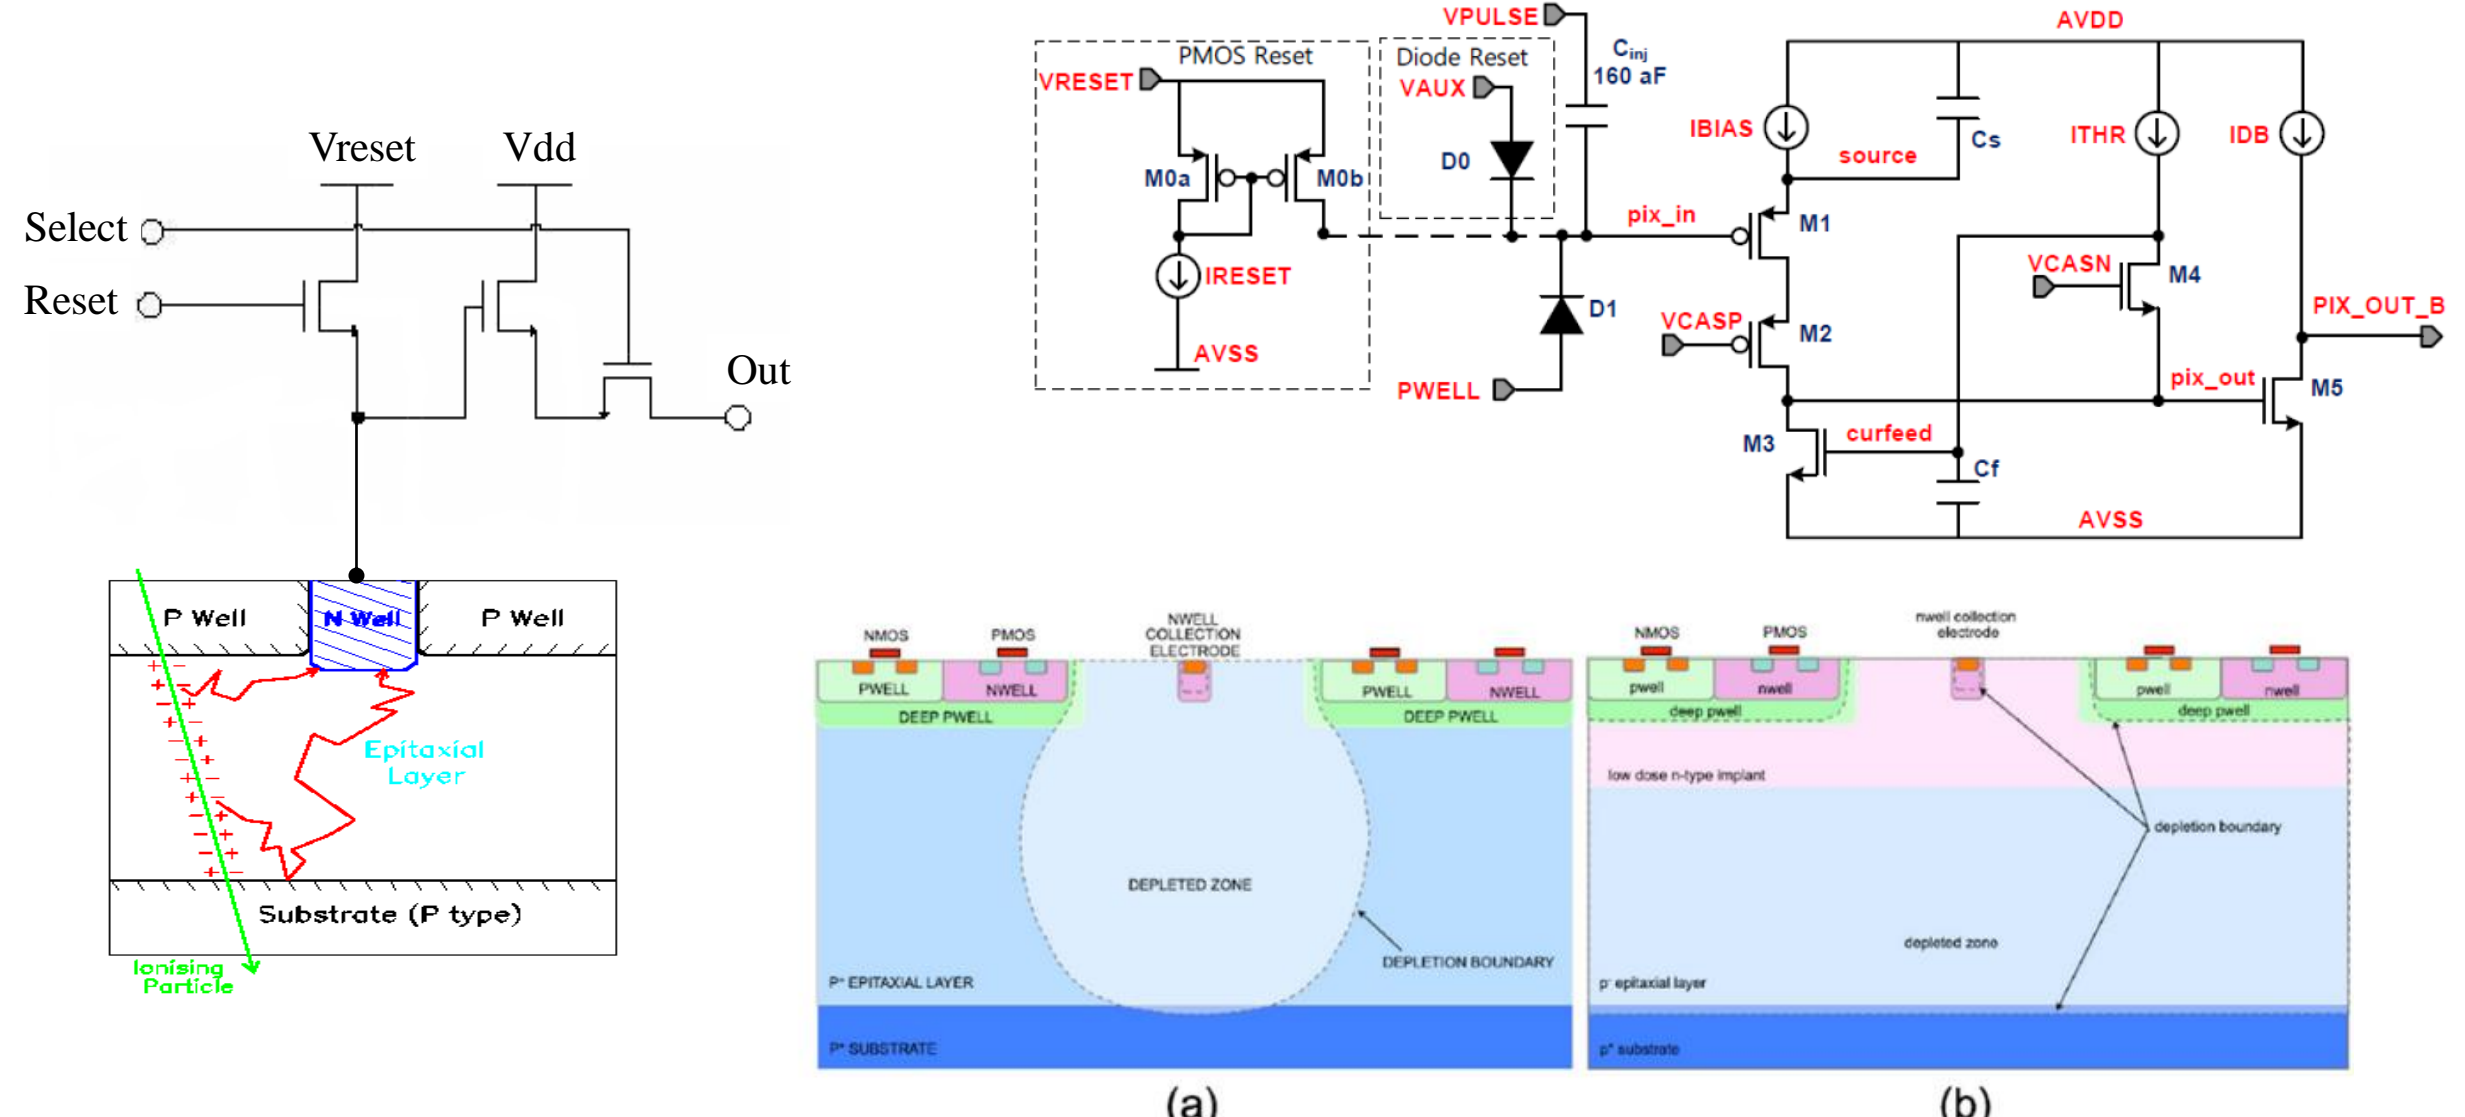 Vreset
Vdd
Select
Reset
Out
P Well
N Well
P Well
Epitaxial
Layer
Substrate (P type)
Ionising
Particle
VPULSE
AVDD
PMOS Reset
Diode Reset
Cinj
160 aF
VRESET
VAUX
IBIAS
Cs
ITHR
IDB
M0a
M0b
D0
source
pix_in
M1
IRESET
D1
VCASN
M4
PIX_OUT_B
VCASP
M2
AVSS
PWELL
pix_out
M5
M3
curfeed
Cf
AVSS
NMOS
PMOS
NWELL
COLLECTION
ELECTRODE
PWELL
NWELL
DEEP PWELL
PWELL
NWELL
DEEP PWELL
DEPLETED ZONE
DEPLETION BOUNDARY
P⁻ EPITAXIAL LAYER
P⁺ SUBSTRATE
(a)
NMOS
PMOS
nwell collection
electrode
pwell
nwell
deep pwell
pwell
nwell
deep pwell
low dose n-type implant
depletion boundary
depleted zone
p⁻ epitaxial layer
p⁺ substrate
(b)